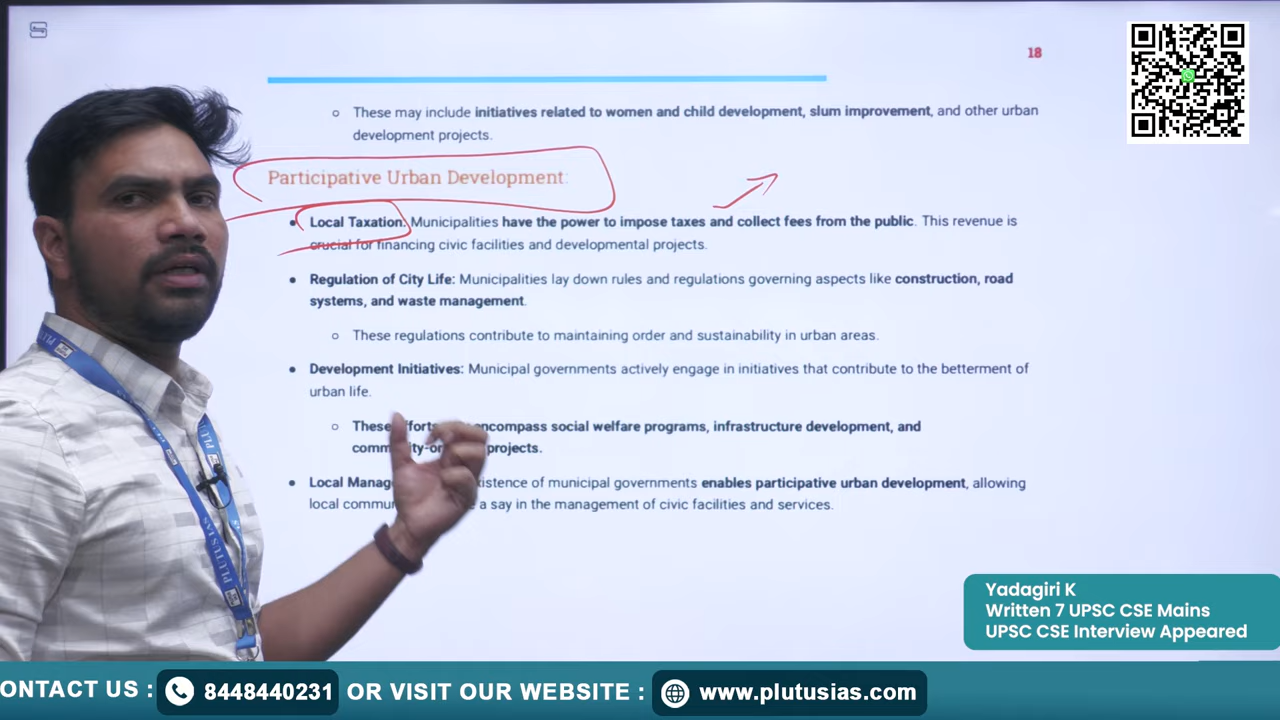 18
○ These may include initiatives related to women and child development, slum improvement, and other urban
development projects.
Participative Urban Development:
● Local Taxation: Municipalities have the power to impose taxes and collect fees from the public. This revenue is
crucial for financing civic facilities and developmental projects.
● Regulation of City Life: Municipalities lay down rules and regulations governing aspects like construction, road
systems, and waste management.
○ These regulations contribute to maintaining order and sustainability in urban areas.
● Development Initiatives: Municipal governments actively engage in initiatives that contribute to the betterment of
urban life.
○ These encompass social welfare programs, infrastructure development, and
projects.
● Local of municipal governments enables participative urban development, allowing
local a say in the management of civic facilities and services.
PLUTUS IAS
Yadagiri K
Written 7 UPSC CSE Mains
UPSC CSE Interview Appeared
ONTACT US : 8448440231 OR VISIT OUR WEBSITE : www.plutusias.com